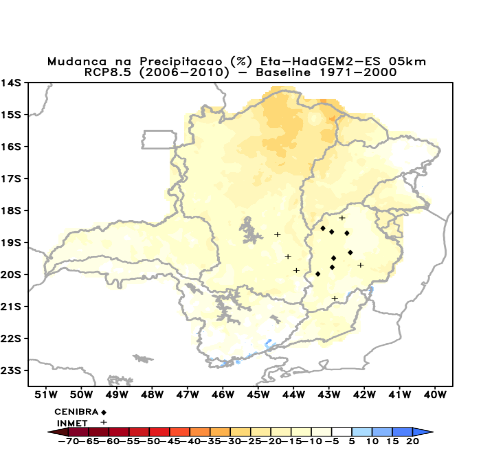 Mudanca na Precipitacao (%) Eta-HadGEM2-ES 05km
RCP8.5 (2006-2010) - Baseline 1971-2000
14S
15S
16S
17S
18S
19S
20S
21S
22S
23S
51W 50W 49W 48W 47W 46W 45W 44W 43W 42W 41W 40W
CENIBRA
INMET
-70 -65 -60 -55 -50 -45 -40 -35 -30 -25 -20 -15 -10 -5 5 10 15 20